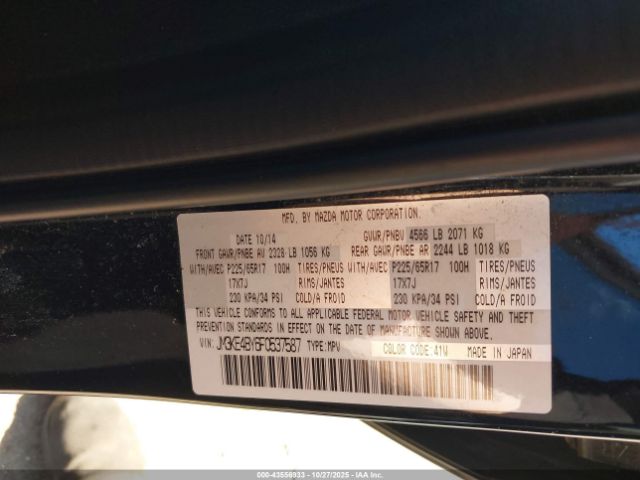 MFD. BY MAZDA MOTOR CORPORATION.
DATE 10/14 GVWR/PNBV 4566 LB 2071 KG
FRONT GAWR/PNBE AV 2328 LB 1056 KG REAR GAWR/PNBE AR 2244 LB 1018 KG
WITH/AVEC P225/65R17 100H TIRES/PNEUS WITH/AVEC P225/65R17 100H TIRES/PNEUS
17X7J RIMS/JANTES 17X7J RIMS/JANTES
230 KPA/34 PSI COLD/A FROID 230 KPA/34 PSI COLD/A FROID
THIS VEHICLE CONFORMS TO ALL APPLICABLE FEDERAL MOTOR VEHICLE SAFETY AND THEFT
PREVENTION STANDARDS IN EFFECT ON THE DATE OF MANUFACTURE SHOWN ABOVE.
VIN: JM3KE4BY6F0537587 TYPE:MPV COLOR CODE:41W MADE IN JAPAN
000-43556933 - 10/27/2025 - IAA Inc.